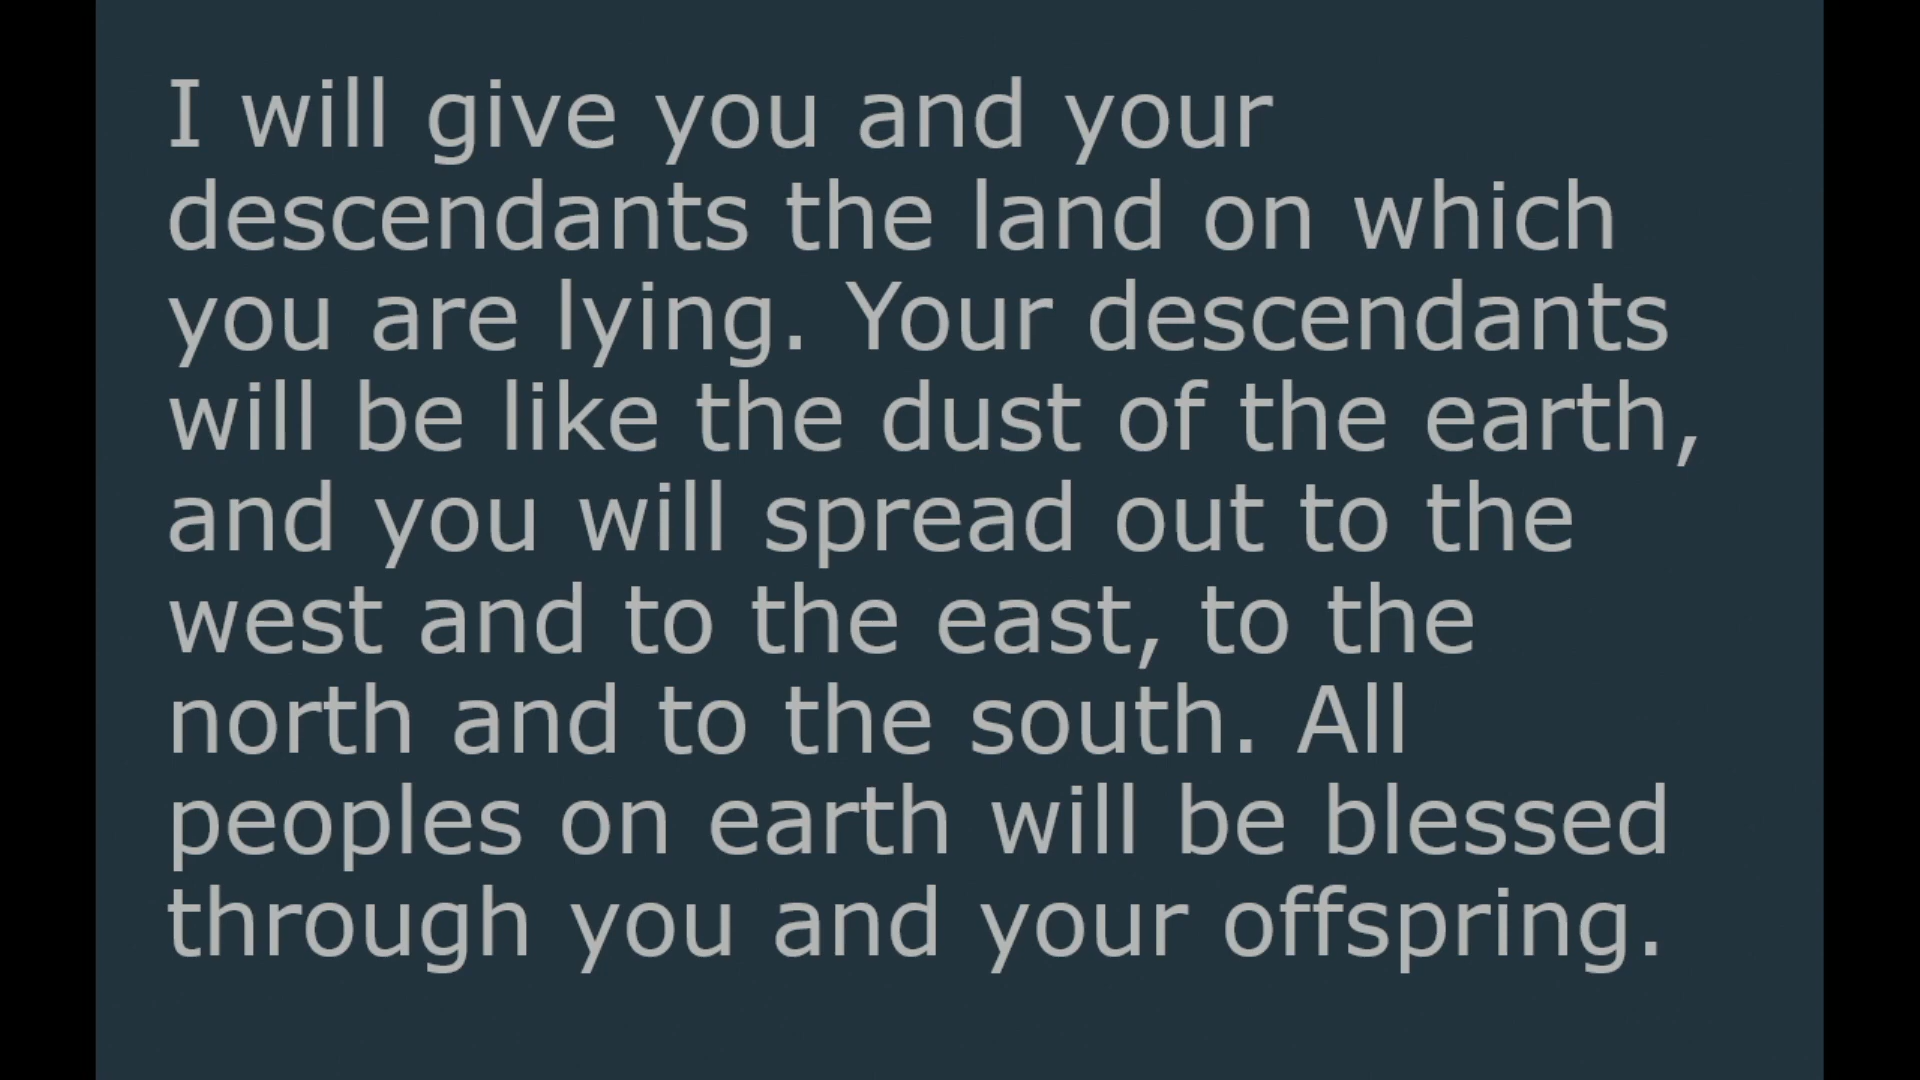 I will give you and your
descendants the land on which
you are lying. Your descendants
will be like the dust of the earth,
and you will spread out to the
west and to the east, to the
north and to the south. All
peoples on earth will be blessed
through you and your offspring.